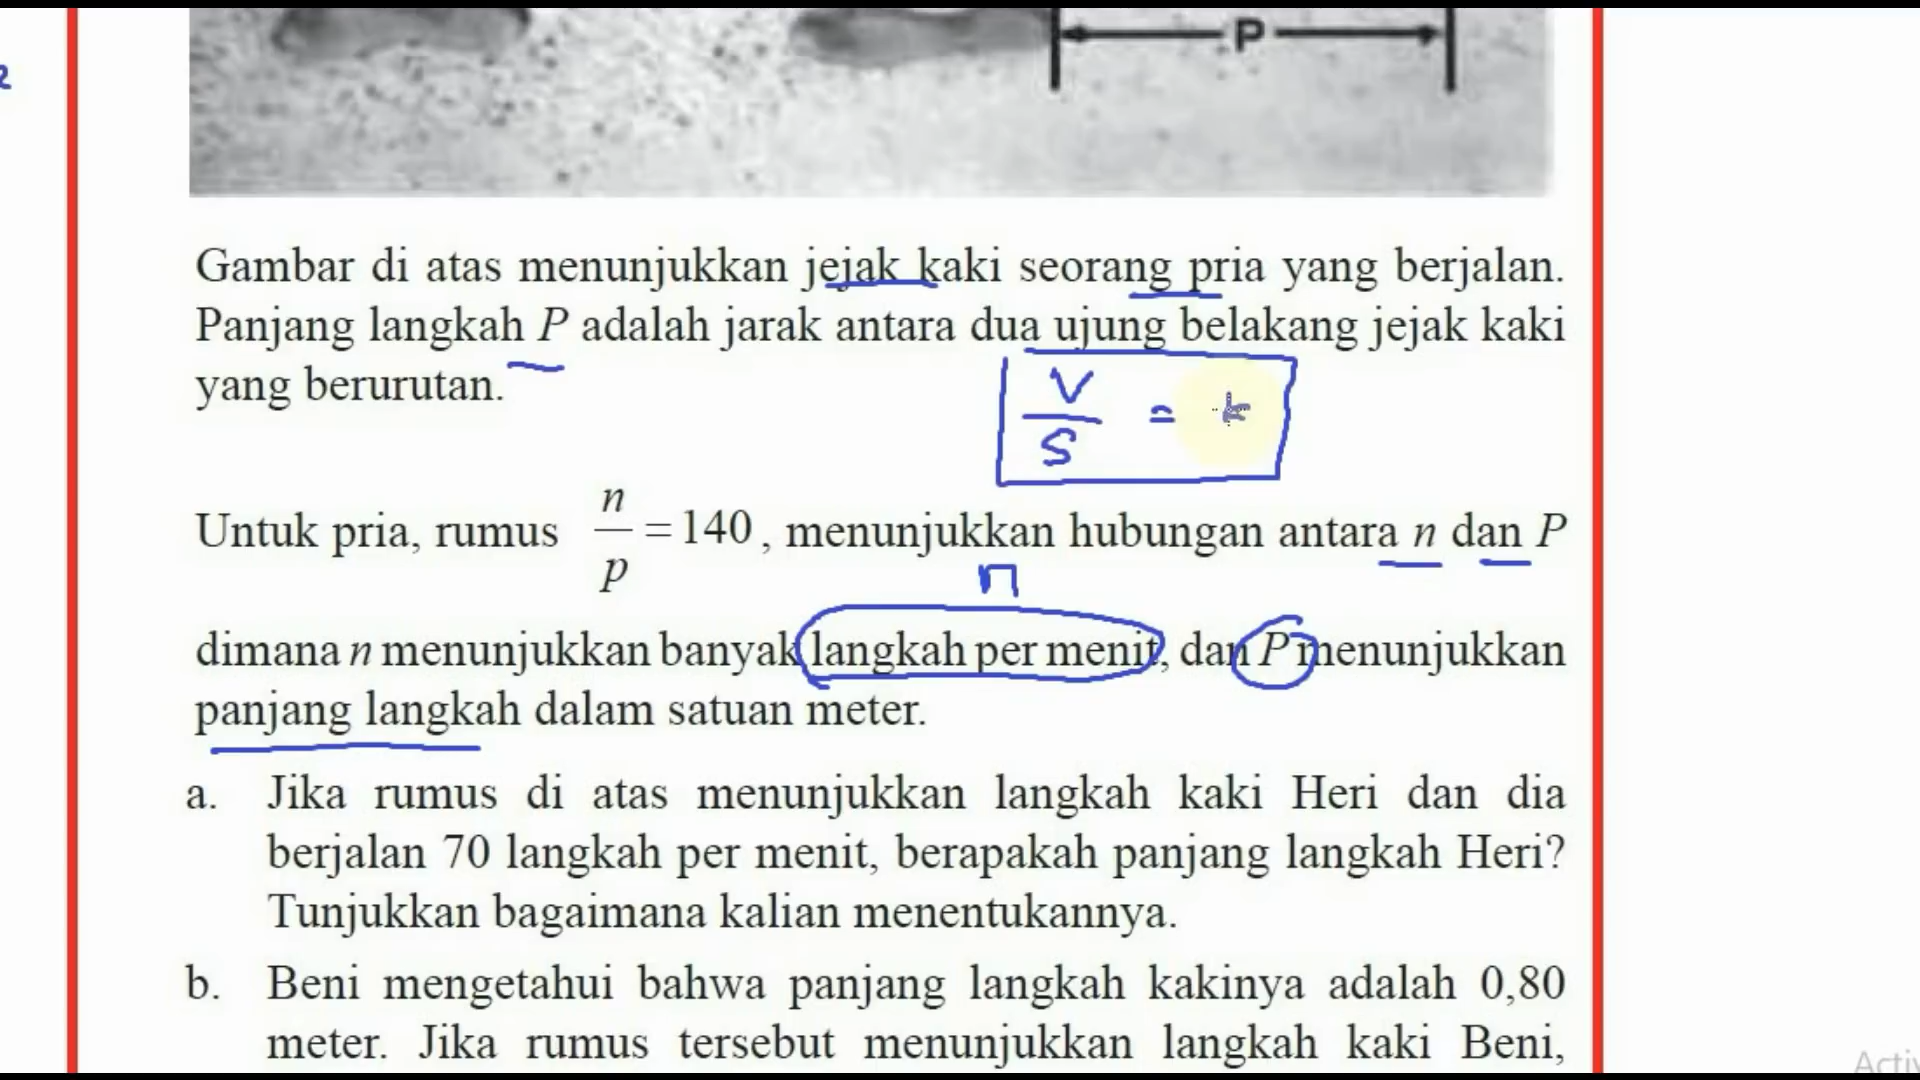 P
Gambar di atas menunjukkan jejak kaki seorang pria yang berjalan.
Panjang langkah P adalah jarak antara dua ujung belakang jejak kaki
yang berurutan.
V
S
=
Untuk pria, rumus n/p = 140, menunjukkan hubungan antara n dan P
n
dimana n menunjukkan banyak langkah per menit, dan P menunjukkan
panjang langkah dalam satuan meter.
a. Jika rumus di atas menunjukkan langkah kaki Heri dan dia
berjalan 70 langkah per menit, berapakah panjang langkah Heri?
Tunjukkan bagaimana kalian menentukannya.
b. Beni mengetahui bahwa panjang langkah kakinya adalah 0,80
meter. Jika rumus tersebut menunjukkan langkah kaki Beni,